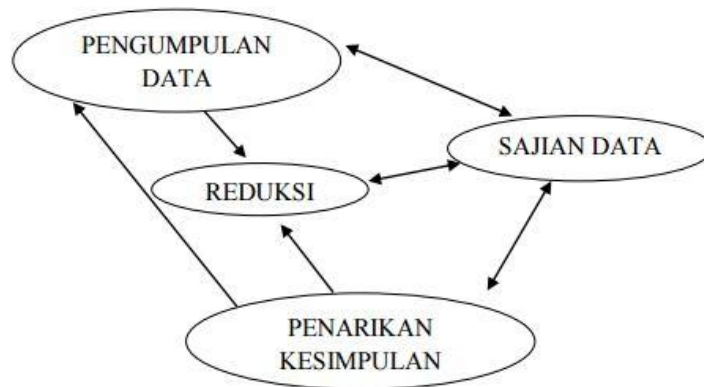 PENGUMPULAN
DATA
SAJIAN DATA
REDUKSI
PENARIKAN
KESIMPULAN